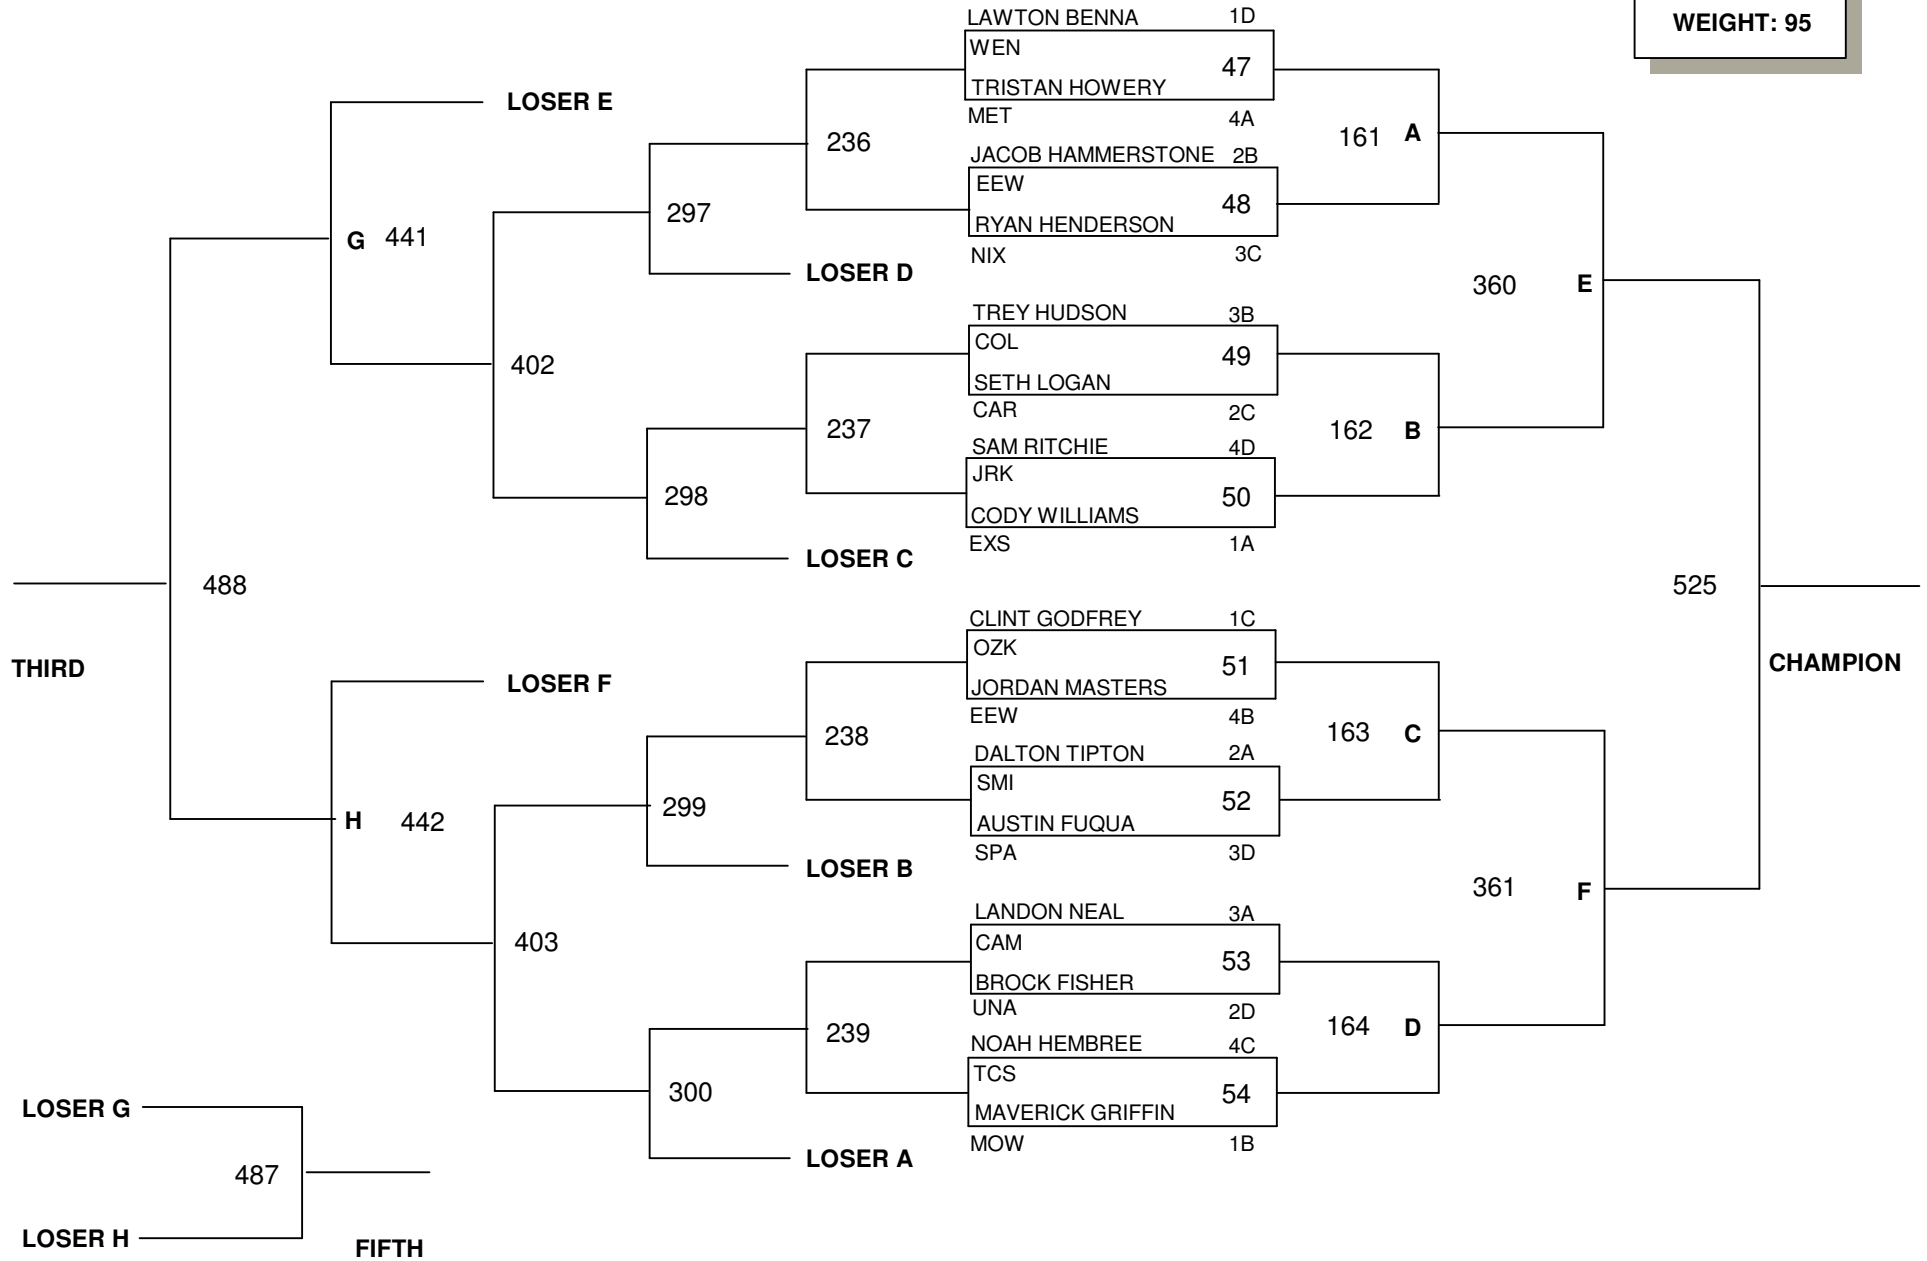 WEIGHT: 95
LAWTON BENNA 1D
WEN
47
TRISTAN HOWERY
MET 4A
JACOB HAMMERSTONE 2B
EEW
48
RYAN HENDERSON
NIX 3C
TREY HUDSON 3B
COL
49
SETH LOGAN
CAR 2C
SAM RITCHIE 4D
JRK
50
CODY WILLIAMS
EXS 1A
CLINT GODFREY 1C
OZK
51
JORDAN MASTERS
EEW 4B
DALTON TIPTON 2A
SMI
52
AUSTIN FUQUA
SPA 3D
LANDON NEAL 3A
CAM
53
BROCK FISHER
UNA 2D
NOAH HEMBREE 4C
TCS
54
MAVERICK GRIFFIN
MOW 1B
161 A
162 B
163 C
164 D
360 E
361 F
525
CHAMPION
236
237
238
239
297
LOSER D
298
LOSER C
299
LOSER B
300
LOSER A
402
403
LOSER E
G 441
LOSER F
H 442
488
THIRD
LOSER G
487
LOSER H
FIFTH